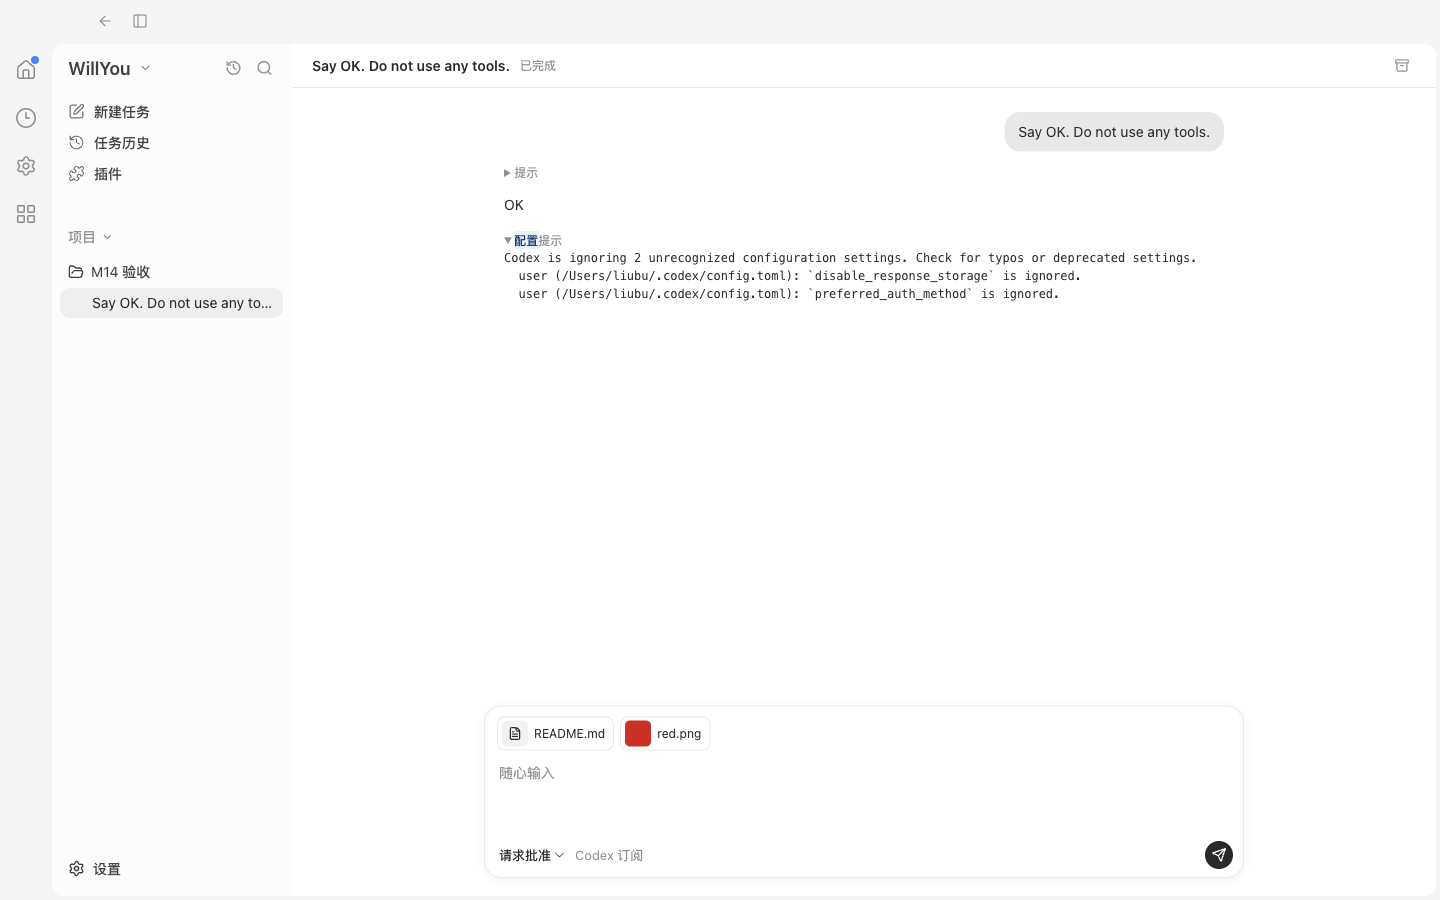 WillYou
新建任务
任务历史
插件
项目
M14 验收
Say OK. Do not use any to...
设置
Say OK. Do not use any tools. 已完成
Say OK. Do not use any tools.
提示
OK
配置提示
Codex is ignoring 2 unrecognized configuration settings. Check for typos or deprecated settings.
user (/Users/liubu/.codex/config.toml): `disable_response_storage` is ignored.
user (/Users/liubu/.codex/config.toml): `preferred_auth_method` is ignored.
README.md red.png
随心输入
请求批准 Codex 订阅